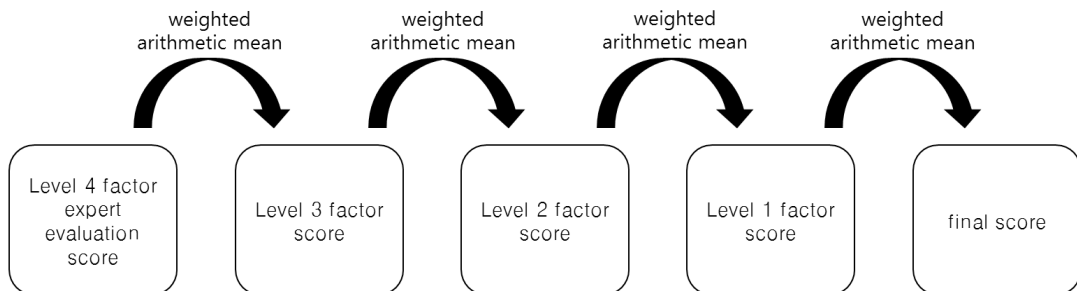 weighted
arithmetic mean
weighted
arithmetic mean
weighted
arithmetic mean
weighted
arithmetic mean
Level 4 factor
expert
evaluation
score
Level 3 factor
score
Level 2 factor
score
Level 1 factor
score
final score